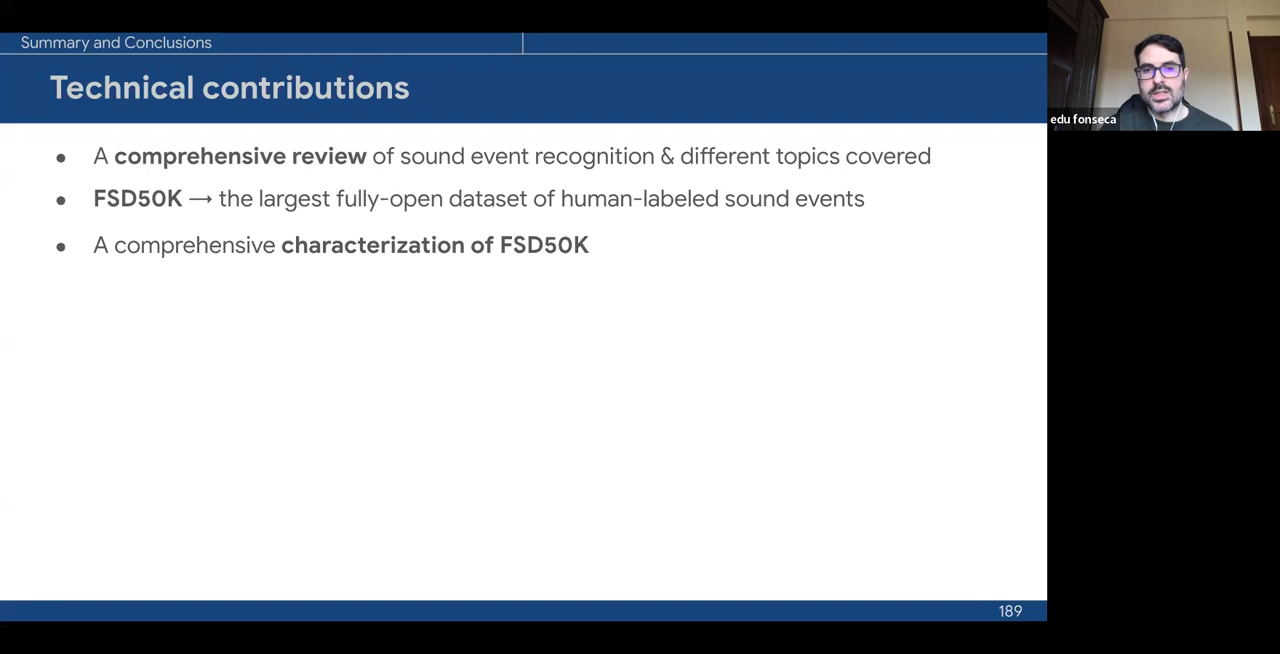 Summary and Conclusions
Technical contributions
edu fonseca
● A comprehensive review of sound event recognition & different topics covered
● FSD50K → the largest fully-open dataset of human-labeled sound events
● A comprehensive characterization of FSD50K
189